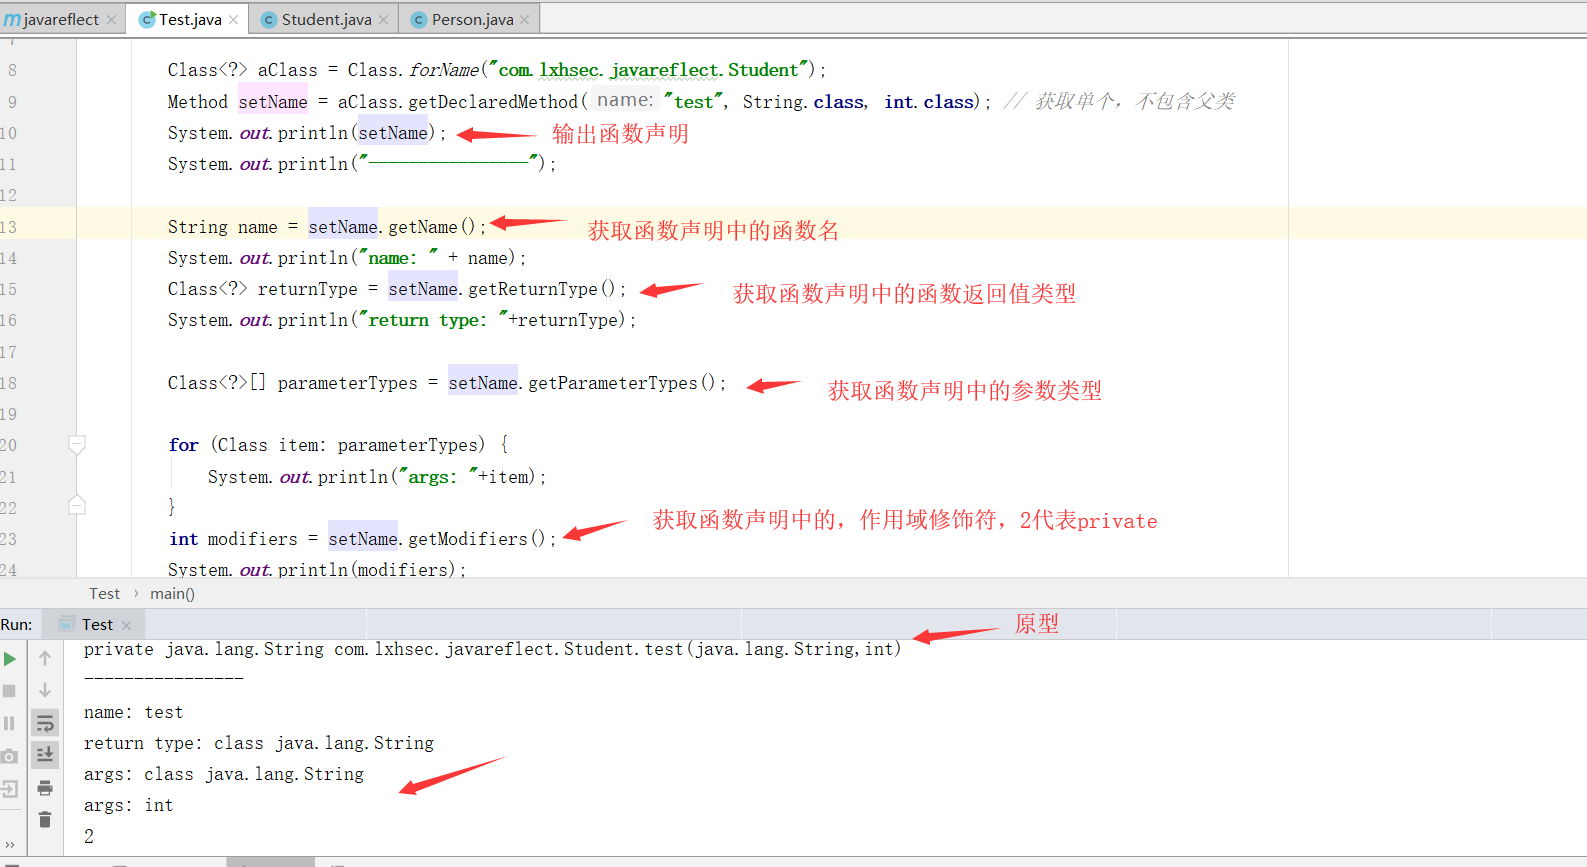 javareflect
Test.java
Student.java
Person.java
7
8 Class<?> aClass = Class.forName("com.lxhsec.javareflect.Student");
9 Method setName = aClass.getDeclaredMethod( name: "test", String.class, int.class); // 获取单个，不包含父类
10 System.out.println(setName); 输出函数声明
11 System.out.println("----------------");
12
13 String name = setName.getName(); 获取函数声明中的函数名
14 System.out.println("name: " + name);
15 Class<?> returnType = setName.getReturnType(); 获取函数声明中的函数返回值类型
16 System.out.println("return type: "+returnType);
17
18 Class<?>[] parameterTypes = setName.getParameterTypes(); 获取函数声明中的参数类型
19
20 for (Class item: parameterTypes) {
21 System.out.println("args: "+item);
22 }
23 int modifiers = setName.getModifiers(); 获取函数声明中的，作用域修饰符，2代表private
24 System.out.println(modifiers);
Test › main()
Run: Test
原型
private java.lang.String com.lxhsec.javareflect.Student.test(java.lang.String,int)
----------------
name: test
return type: class java.lang.String
args: class java.lang.String
args: int
2